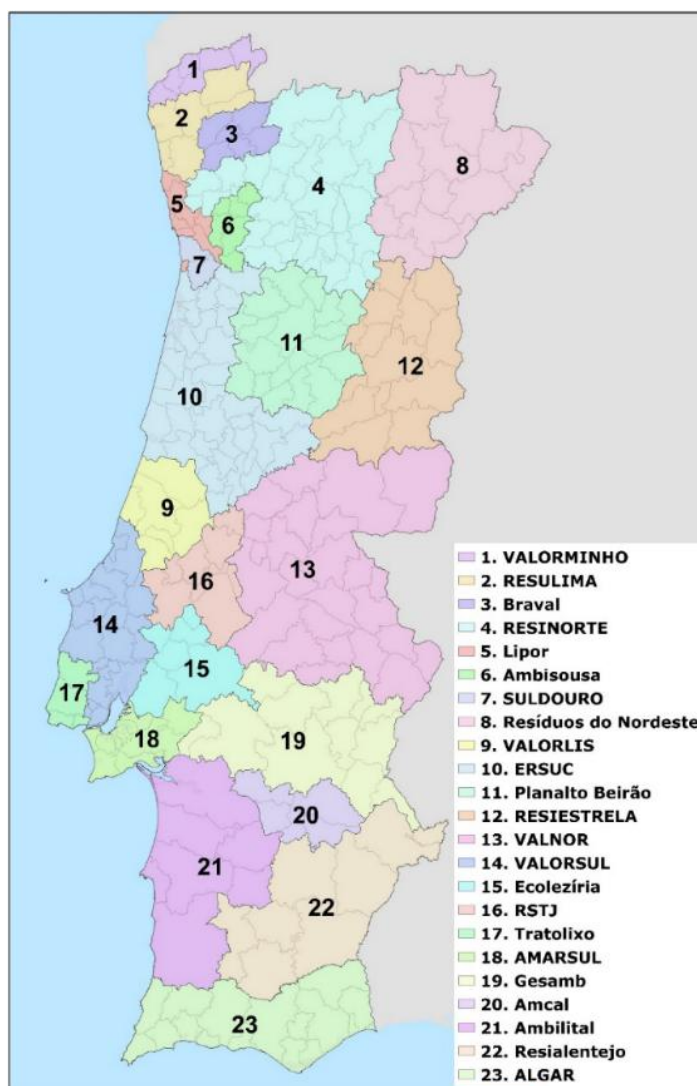 1
2
3
4
5
6
7
8
9
10
11
12
13
14
15
16
17
18
19
20
21
22
23
1. VALORMINHO
2. RESULIMA
3. Braval
4. RESINORTE
5. Lipor
6. Ambisousa
7. SULDOURO
8. Resíduos do Nordeste
9. VALORLIS
10. ERSUC
11. Planalto Beirão
12. RESIESTRELA
13. VALNOR
14. VALORSUL
15. Ecolezíria
16. RSTJ
17. Tratolixo
18. AMARSUL
19. Gesamb
20. Amcal
21. Ambilital
22. Resialentejo
23. ALGAR